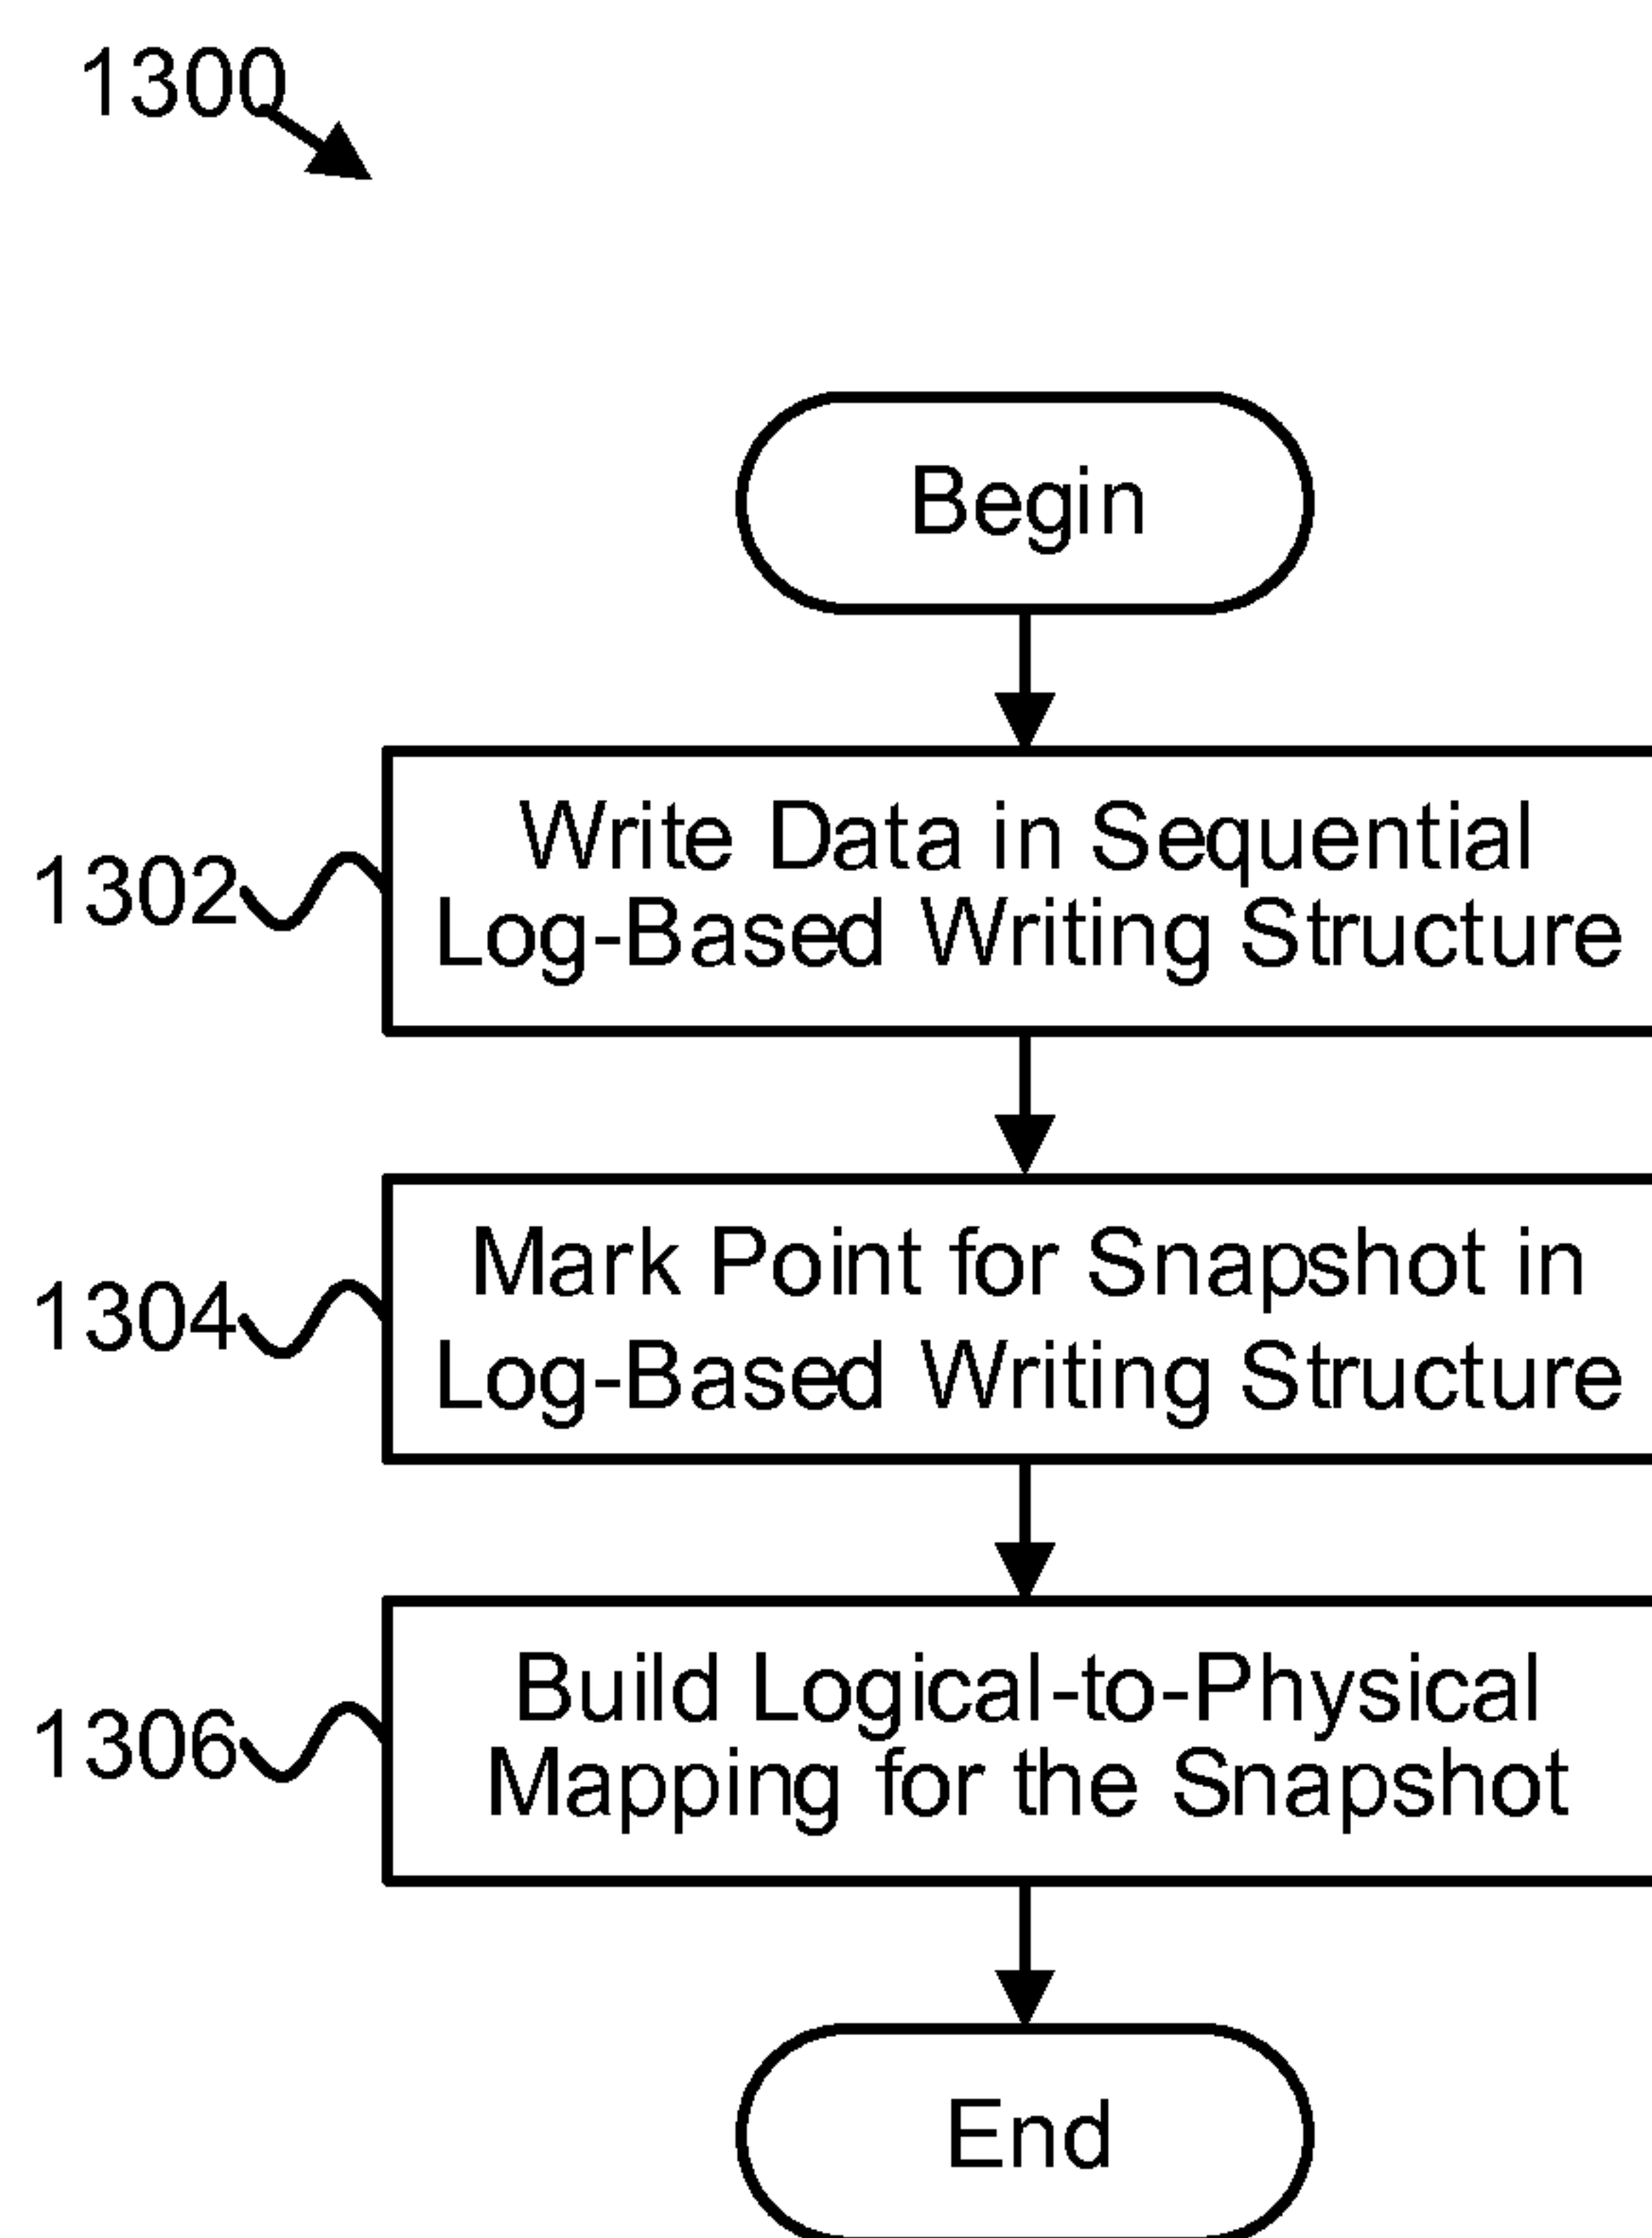 1300
Begin
1302
Write Data in Sequential
Log-Based Writing Structure
1304
Mark Point for Snapshot in
Log-Based Writing Structure
1306
Build Logical-to-Physical
Mapping for the Snapshot
End